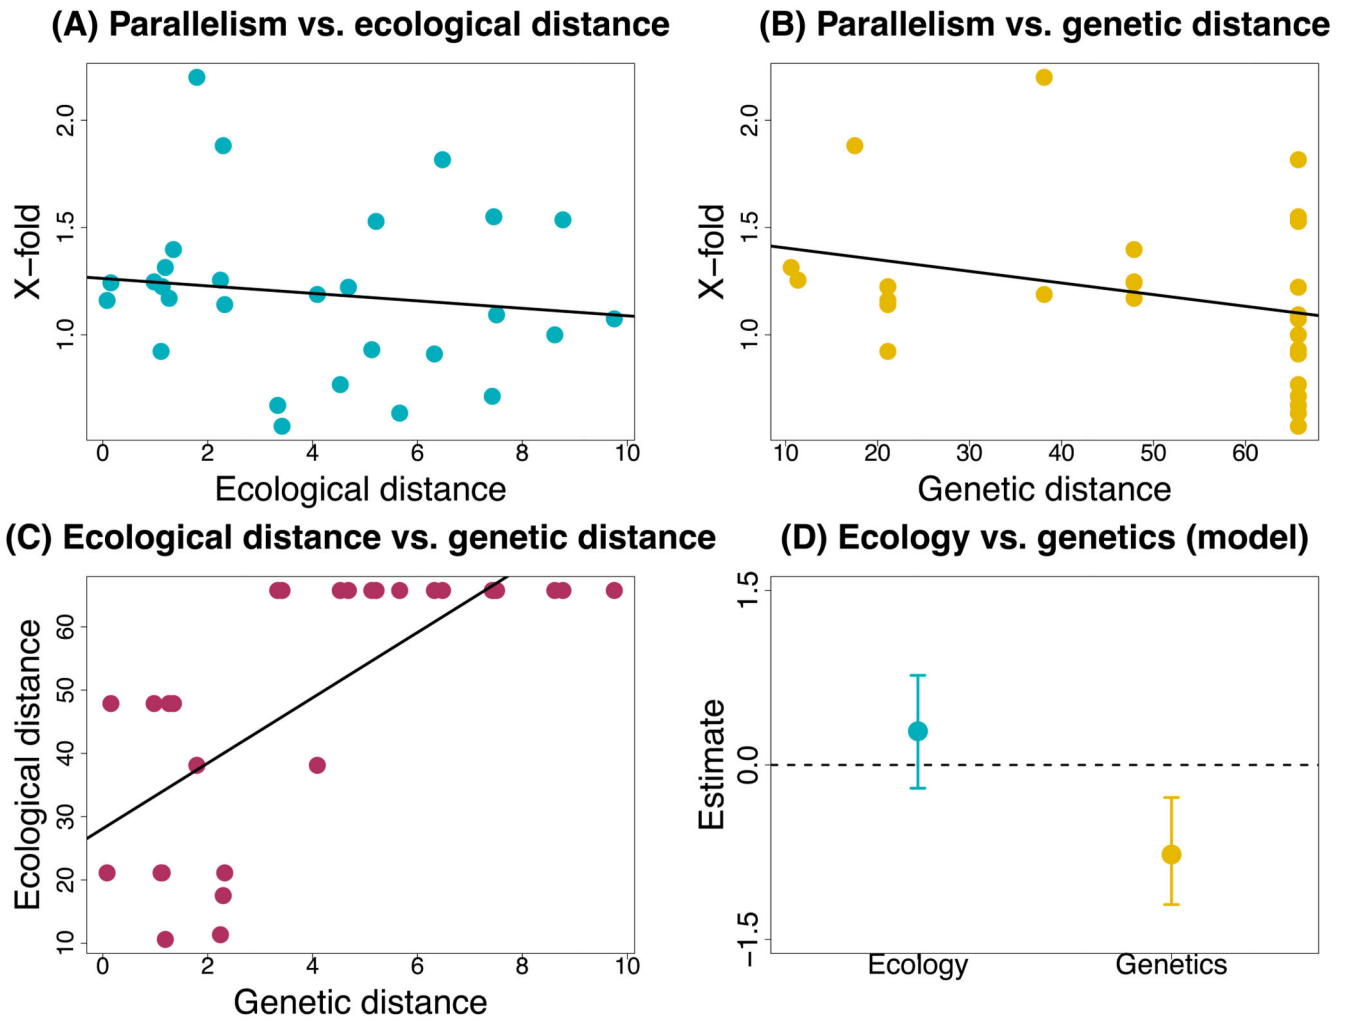 (A) Parallelism vs. ecological distance
X−fold
2.0
1.5
1.0
0 2 4 6 8 10
Ecological distance
(B) Parallelism vs. genetic distance
X−fold
2.0
1.5
1.0
10 20 30 40 50 60
Genetic distance
(C) Ecological distance vs. genetic distance
Ecological distance
60
50
40
30
20
10
0 2 4 6 8 10
Genetic distance
(D) Ecology vs. genetics (model)
Estimate
1.5
0.0
−1.5
Ecology Genetics